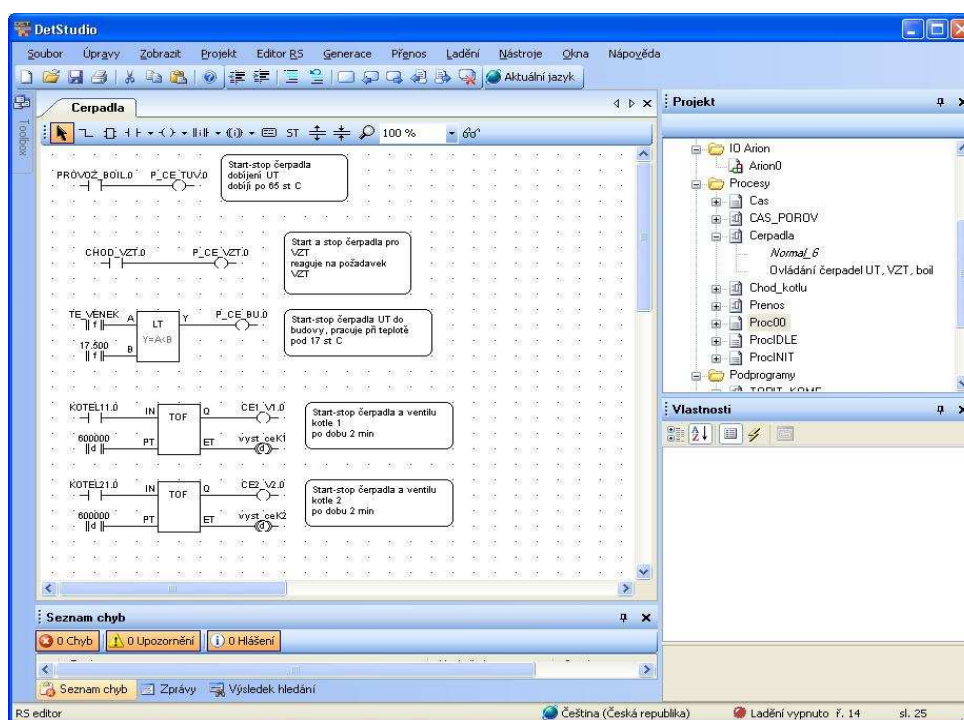 DetStudio
Soubor Úpravy Zobrazit Projekt Editor RS Generace Přenos Ladění Nástroje Okna Nápověda
Aktuální jazyk
Toolbox
Cerpadla
ST 100 %
PROVOZ_BOIL.0 P_CE_TUV.0
Start-stop čerpadla
dobíjení UT
dobíjí po 65 st C
CHOD_VZT.0 P_CE_VZT.0
Start a stop čerpadla pro
VZT
reaguje na požadavek
VZT
TE_VENEK A LT Y P_CE_BU.0
f
Y=A<B
17.500 B
f
Start-stop čerpadla UT do
budovy, pracuje při teplotě
pod 17 st C
KOTEL11.0 IN TOF Q CE1_V1.0
600000 PT ET vyst_ceK1
d d
Start-stop čerpadla a ventilu
kotle 1
po dobu 2 min
KOTEL21.0 IN TOF Q CE2_V2.0
600000 PT ET vyst_ceK2
d d
Start-stop čerpadla a ventilu
kotle 2
po dobu 2 min
Projekt
IO Arion
Arion0
Procesy
Cas
CAS_POROV
Cerpadla
Normal_6
Ovládání čerpadel UT, VZT, boil
Chod_kotlu
Prenos
Proc00
ProcIDLE
ProcINIT
Podprogramy
Vlastnosti
Seznam chyb
0 Chyb 0 Upozornění 0 Hlášení
Seznam chyb Zprávy Výsledek hledání
RS editor Čeština (Česká republika) Ladění vypnuto ř. 14 sl. 25